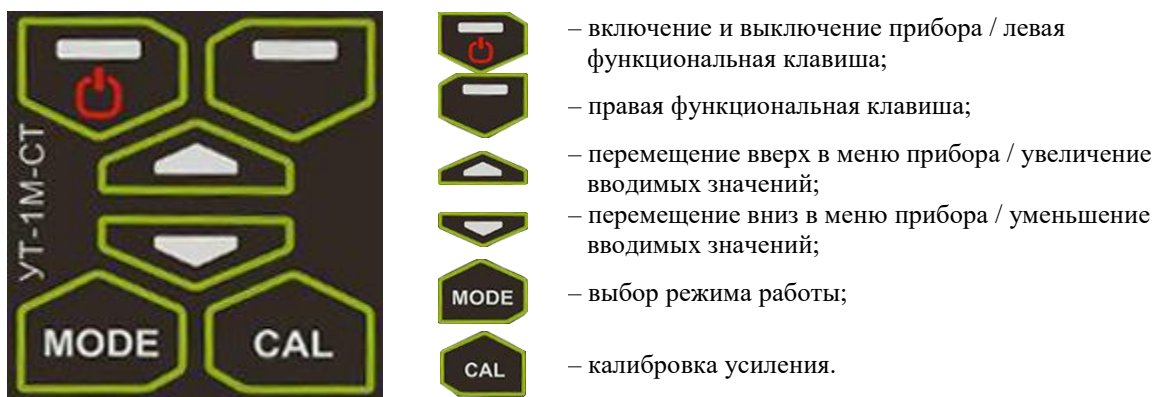 УТ-1М-СТ
MODE
CAL
– включение и выключение прибора / левая
функциональная клавиша;
– правая функциональная клавиша;
– перемещение вверх в меню прибора / увеличение
вводимых значений;
– перемещение вниз в меню прибора / уменьшение
вводимых значений;
MODE – выбор режима работы;
CAL – калибровка усиления.